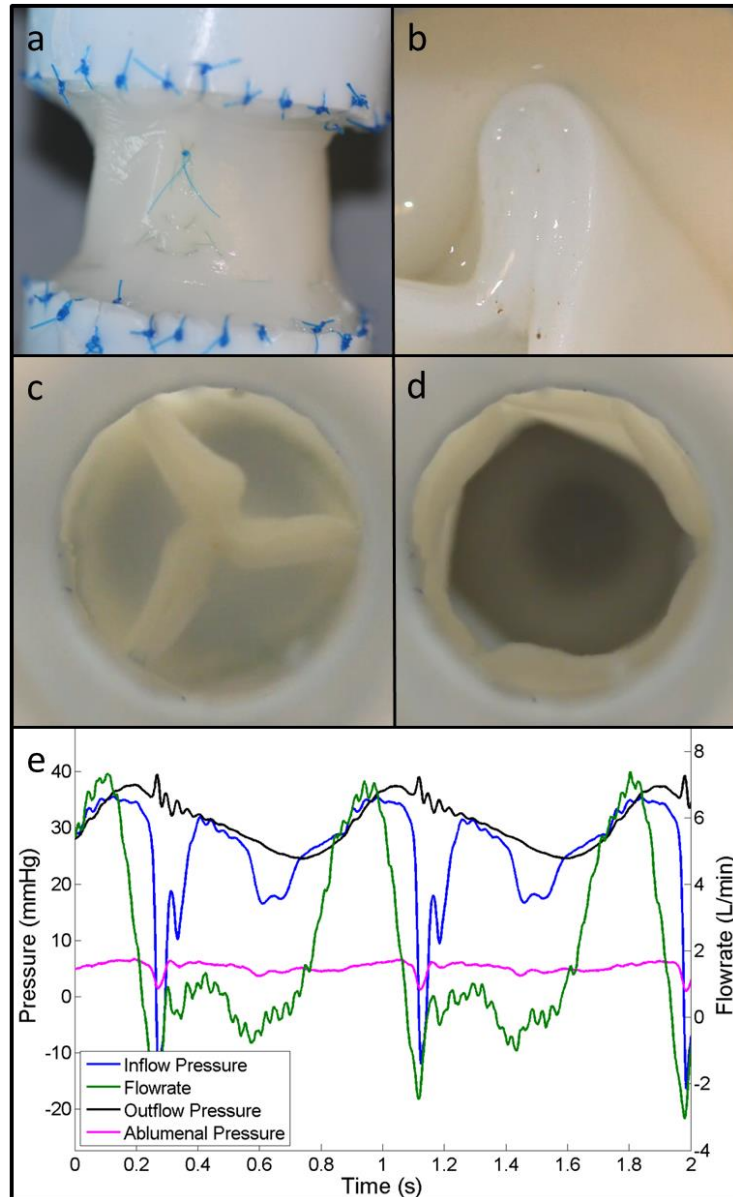 a
b
c
d
e
40
30
20
10
0
-10
-20
Pressure (mmHg)
8
6
4
2
0
-2
-4
Flowrate (L/min)
Inflow Pressure
Flowrate
Outflow Pressure
Ablumenal Pressure
0
0.2
0.4
0.6
0.8
1
1.2
1.4
1.6
1.8
2
Time (s)